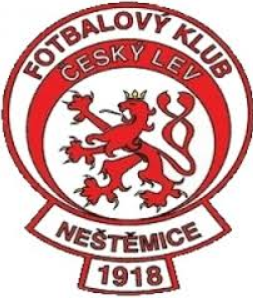 FOTBALOVÝ KLUB
ČESKÝ LEV
NEŠTĚMICE
1918